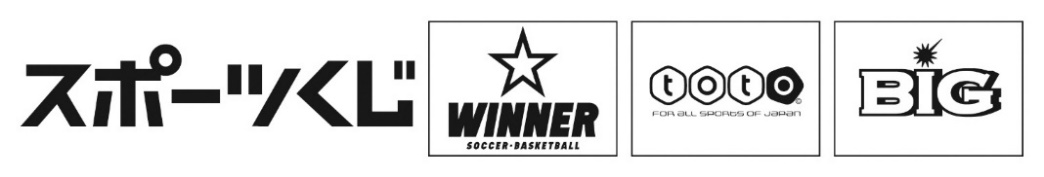 スポーツくじ
WINNER
SOCCER・BASKETBALL
toto
©
FOR ALL SPORTS OF JAPAN
BIG